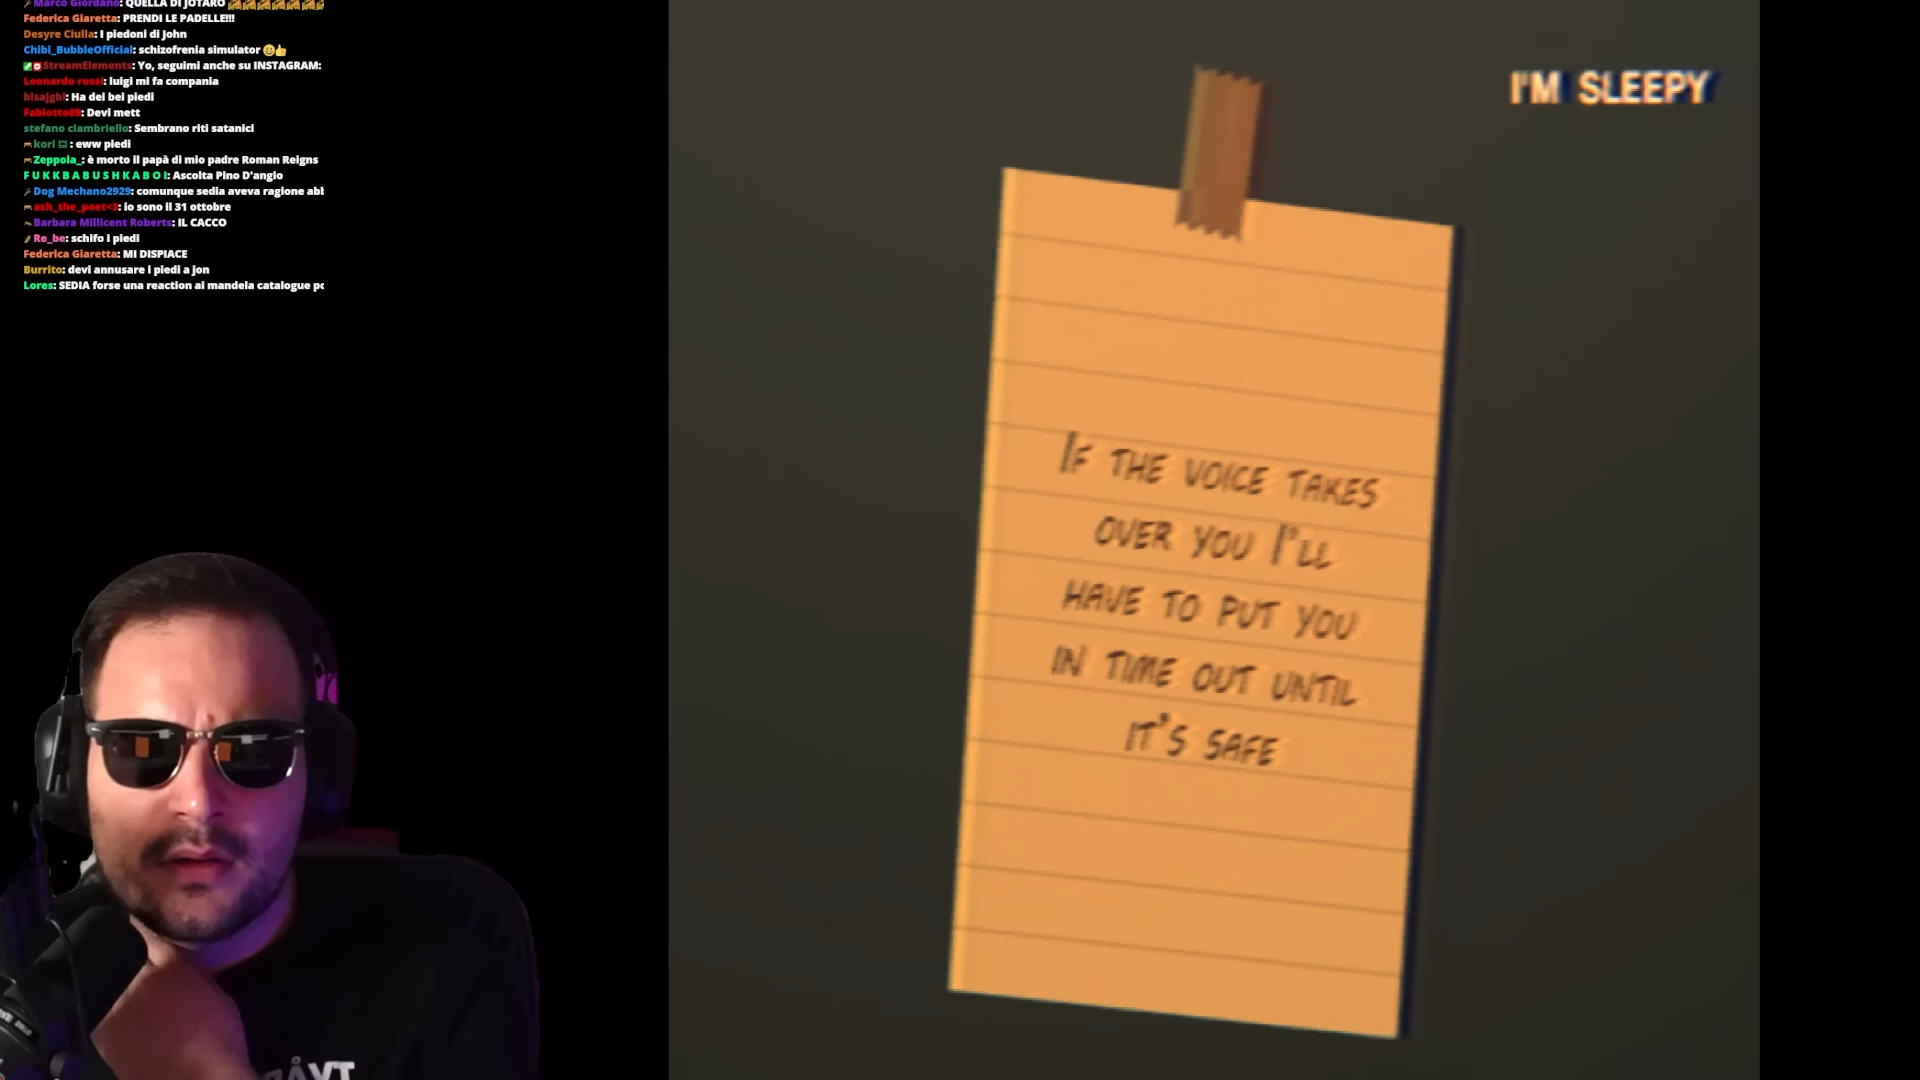 Marco Giordano: QUELLA DI JOTARO
Federica Giaretta: PRENDI LE PADELLE!!!
Desyre Ciulla: I piedoni di John
Chibi_BubbleOfficial: schizofrenia simulator
StreamElements: Yo, seguimi anche su INSTAGRAM:
Leonardo rossi: luigi mi fa compania
bisajgbi: Ha dei bei piedi
Fabiotto09: Devi mett
stefano ciambriello: Sembrano riti satanici
kori : eww piedi
Zeppola_: è morto il papà di mio padre Roman Reigns
F U K K B A B U S H K A B O I: Ascolta Pino D'angio
Dog Mechano2929: comunque sedia aveva ragione abb
ash_the_poet<3: io sono il 31 ottobre
Barbara Millicent Roberts: IL CACCO
Re_be: schifo i piedi
Federica Giaretta: MI DISPIACE
Burrito: devi annusare i piedi a jon
Lores: SEDIA forse una reaction al mandela catalogue po
I'M SLEEPY
IF THE VOICE TAKES
OVER YOU I'LL
HAVE TO PUT YOU
IN TIME OUT UNTIL
IT'S SAFE